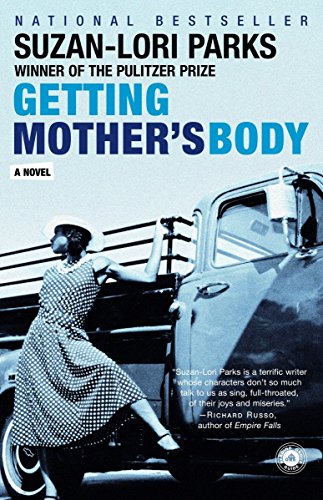 NATIONAL BESTSELLER
SUZAN-LORI PARKS
WINNER OF THE PULITZER PRIZE
GETTING
MOTHER'S BODY
A NOVEL
"Suzan-Lori Parks is a terrific writer
whose characters don't so much
talk to us as sing, full-throated,
of their joys and miseries."
—RICHARD RUSSO,
author of Empire Falls